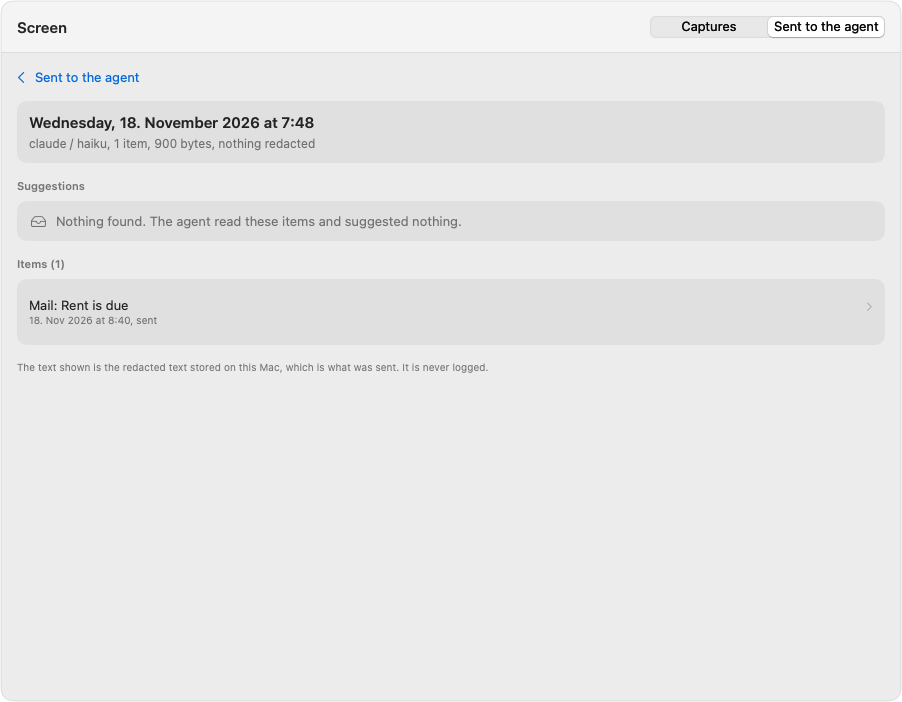 Screen
Captures
Sent to the agent
Sent to the agent
Wednesday, 18. November 2026 at 7:48
claude / haiku, 1 item, 900 bytes, nothing redacted
Suggestions
Nothing found. The agent read these items and suggested nothing.
Items (1)
Mail: Rent is due
18. Nov 2026 at 8:40, sent
The text shown is the redacted text stored on this Mac, which is what was sent. It is never logged.